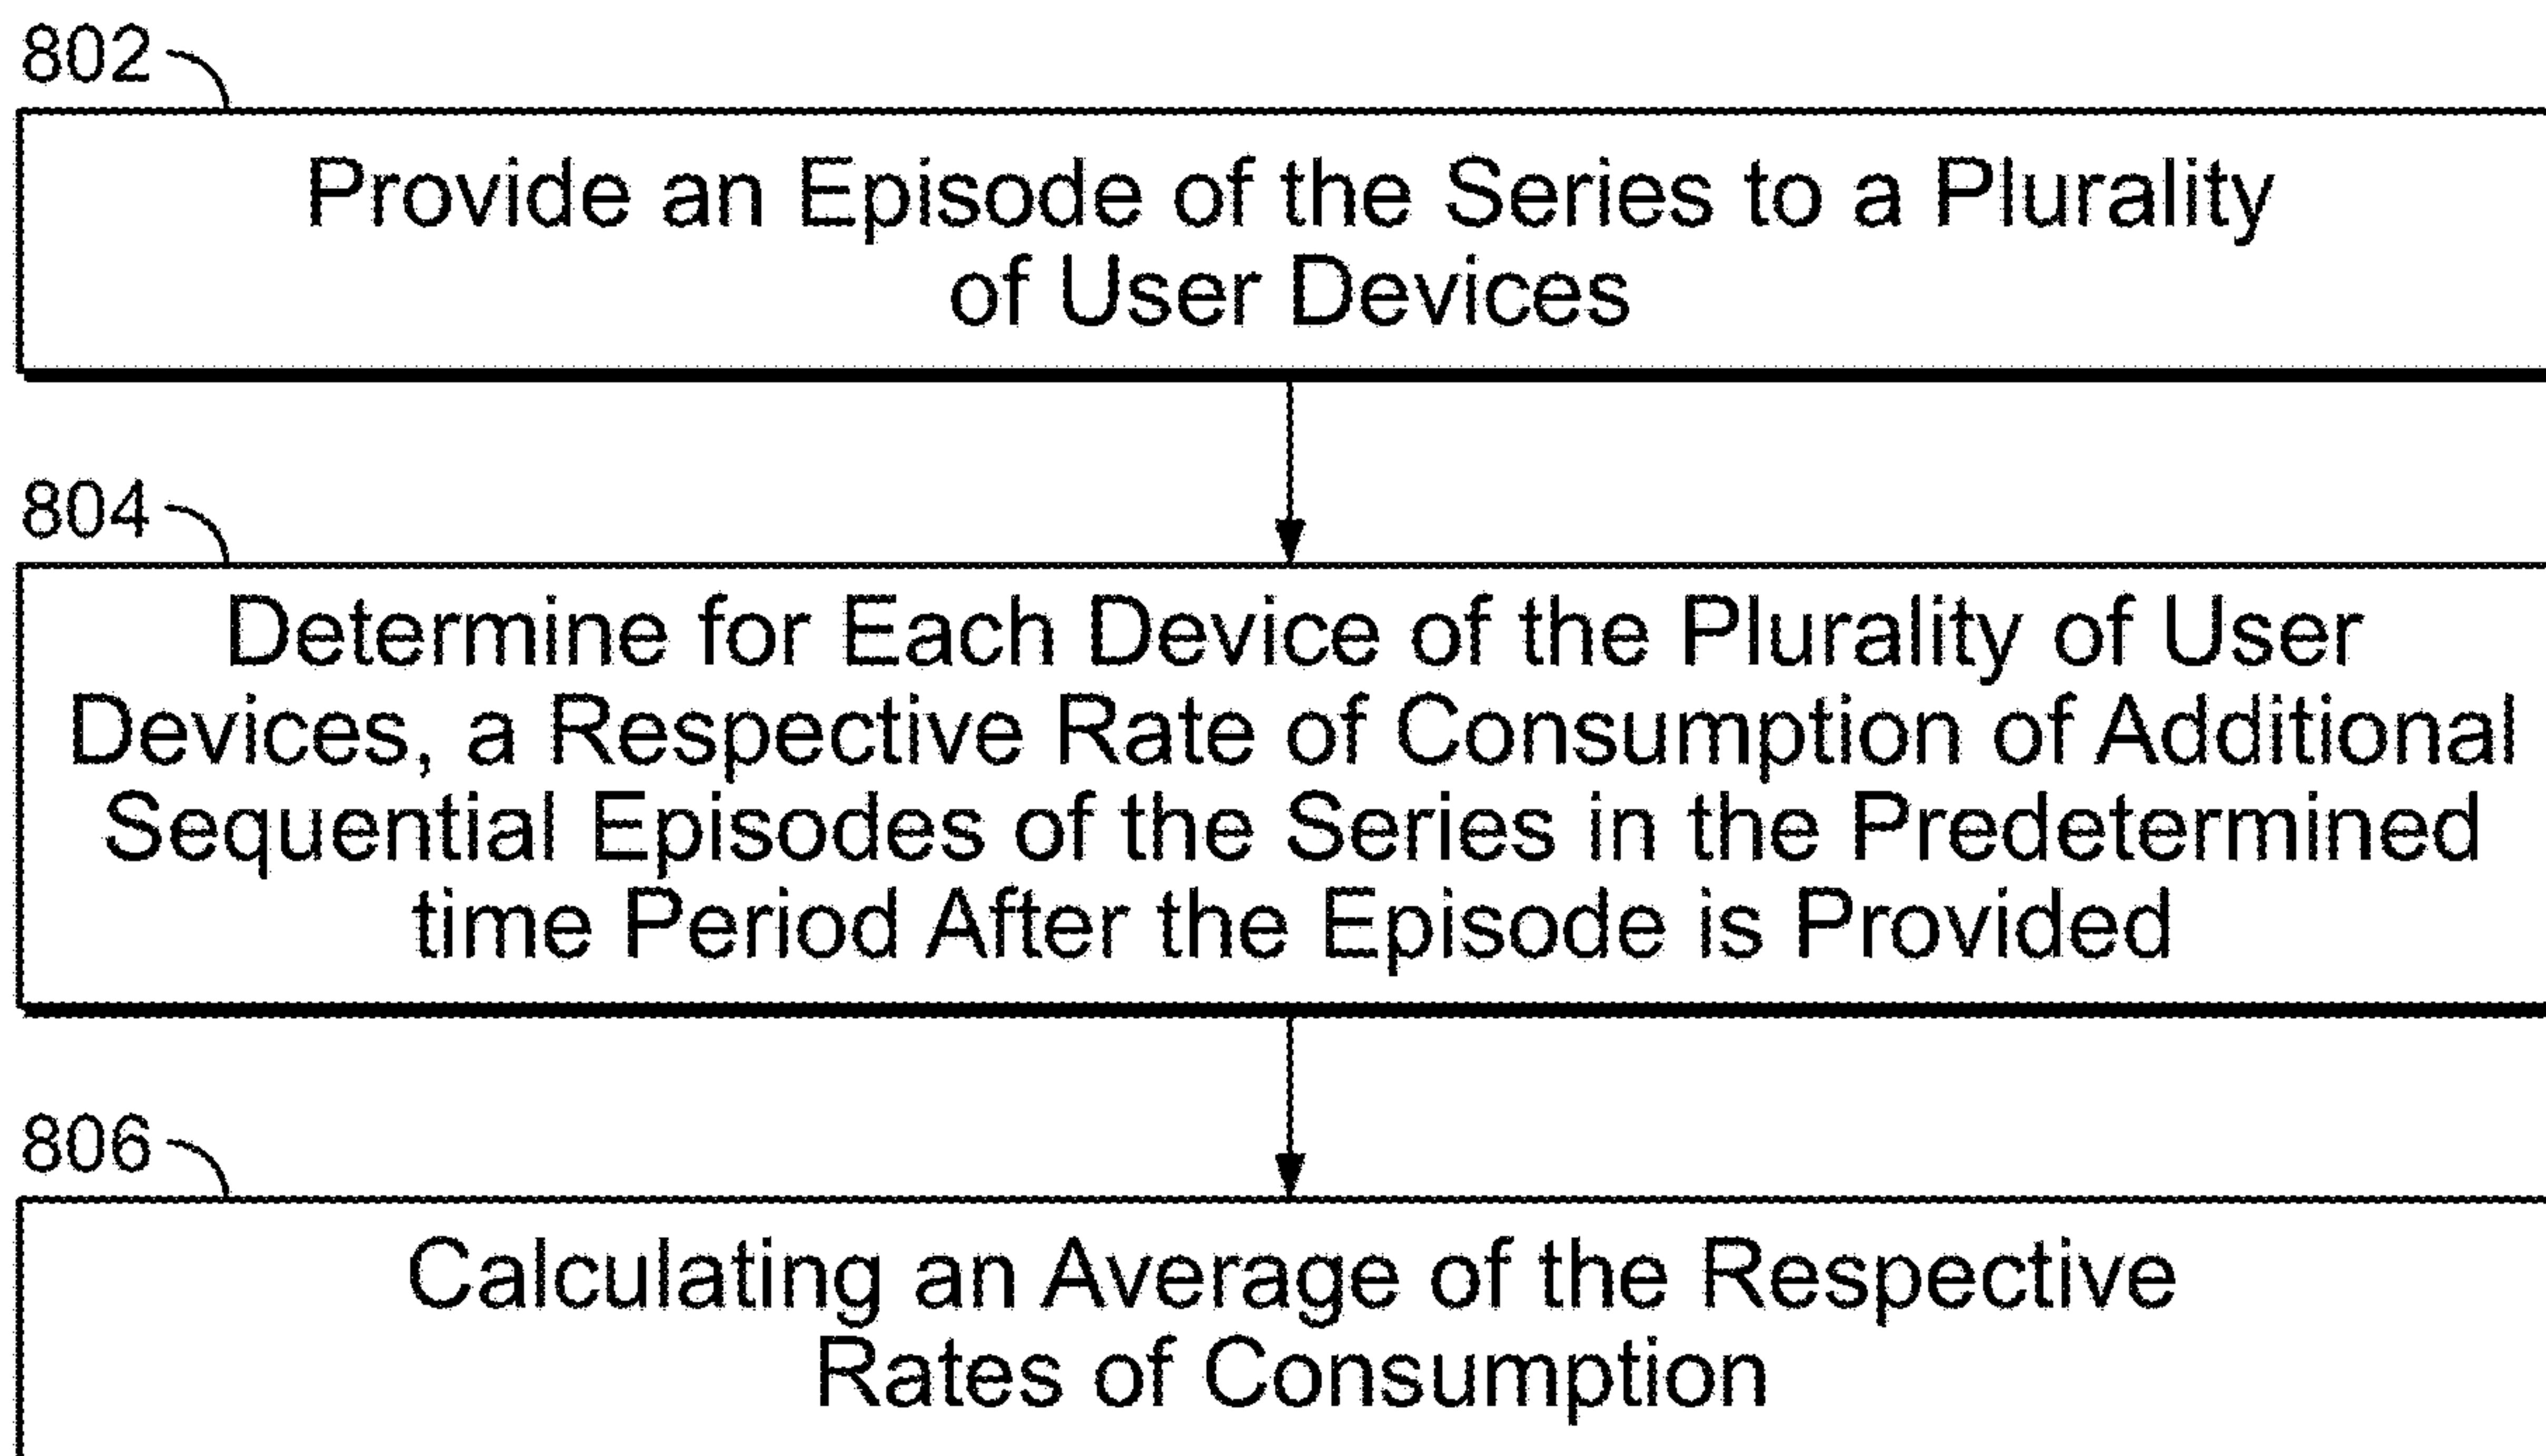 802
Provide an Episode of the Series to a Plurality
of User Devices
804
Determine for Each Device of the Plurality of User
Devices, a Respective Rate of Consumption of Additional
Sequential Episodes of the Series in the Predetermined
time Period After the Episode is Provided
806
Calculating an Average of the Respective
Rates of Consumption